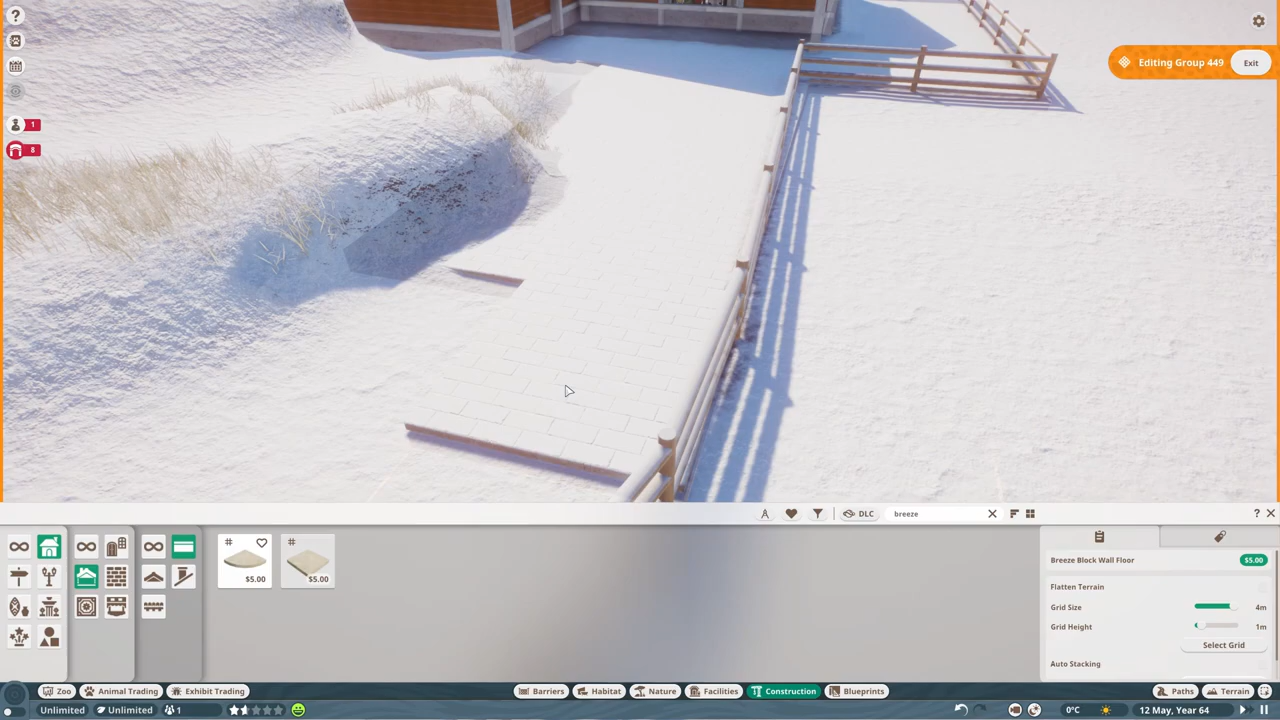 ?
Editing Group 449
Exit
1
8
DLC
breeze
?
#
$5.00
#
$5.00
Breeze Block Wall Floor
$5.00
Flatten Terrain
Grid Size
4m
Grid Height
1m
Select Grid
Auto Stacking
Zoo
Animal Trading
Exhibit Trading
Barriers
Habitat
Nature
Facilities
Construction
Blueprints
Paths
Terrain
Unlimited
Unlimited
1
0°C
12 May, Year 64